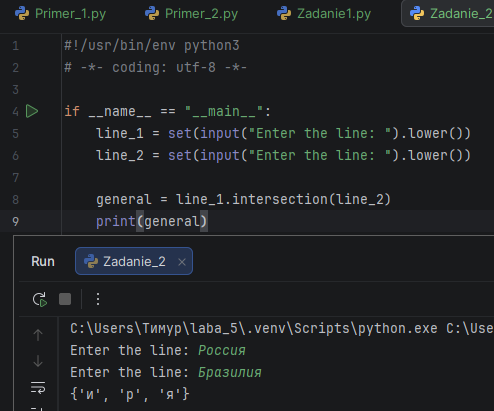 Primer_1.py Primer_2.py Zadanie1.py Zadanie_2
1 #!/usr/bin/env python3
2 # -*- coding: utf-8 -*-
3
4 if __name__ == "__main__":
5 line_1 = set(input("Enter the line: ").lower())
6 line_2 = set(input("Enter the line: ").lower())
7
8 general = line_1.intersection(line_2)
9 print(general)
Run Zadanie_2 ×
C:\Users\Тимур\laba_5\.venv\Scripts\python.exe C:\Use
Enter the line: Россия
Enter the line: Бразилия
{'и', 'р', 'я'}